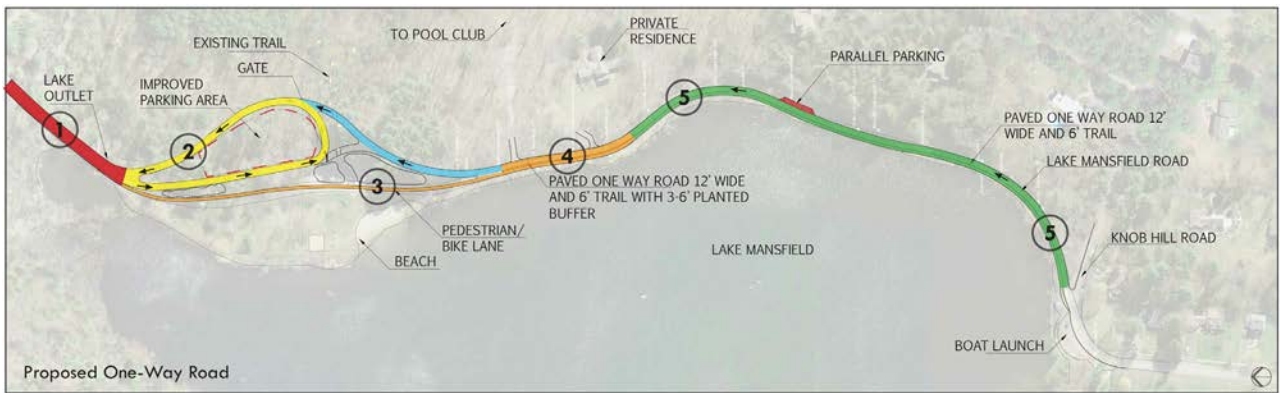 TO POOL CLUB
PRIVATE
RESIDENCE
EXISTING TRAIL
GATE
PARALLEL PARKING
LAKE
OUTLET
IMPROVED
PARKING AREA
1
2
3
4
5
PAVED ONE WAY ROAD 12'
WIDE AND 6' TRAIL
LAKE MANSFIELD ROAD
PAVED ONE WAY ROAD 12' WIDE
AND 6' TRAIL WITH 3-6' PLANTED
BUFFER
PEDESTRIAN/
BIKE LANE
BEACH
LAKE MANSFIELD
5
KNOB HILL ROAD
BOAT LAUNCH
Proposed One-Way Road